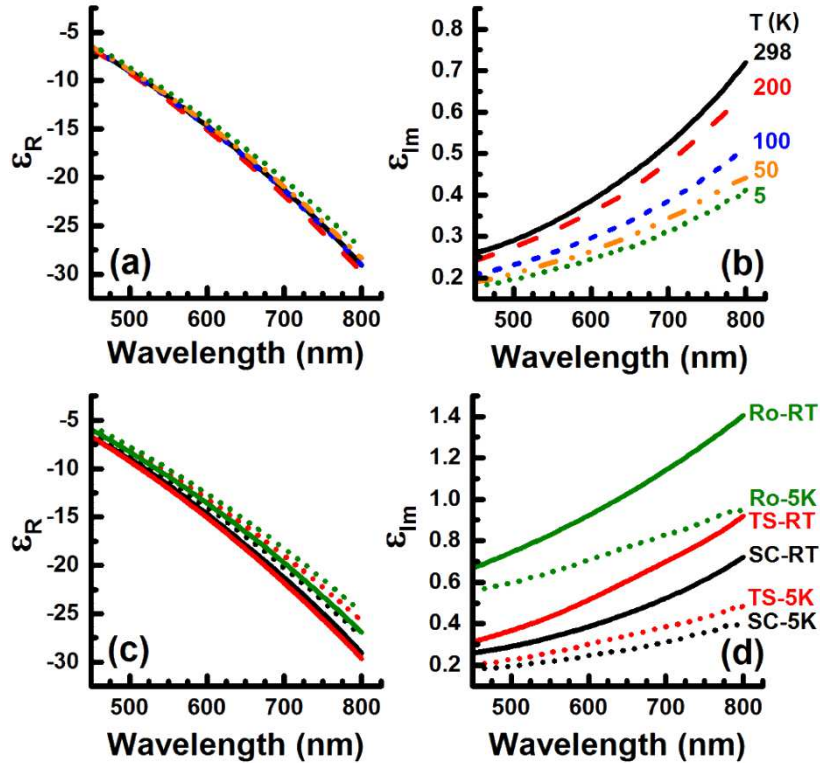 -5
-10
-15
-20
-25
-30
εR
(a)
500 600 700 800
Wavelength (nm)
0.8
0.7
0.6
0.5
0.4
0.3
0.2
εIm
T (K)
298
200
100
50
5
(b)
500 600 700 800
Wavelength (nm)
-5
-10
-15
-20
-25
-30
εR
(c)
500 600 700 800
Wavelength (nm)
1.4
1.2
1.0
0.8
0.6
0.4
0.2
εIm
Ro-RT
Ro-5K
TS-RT
SC-RT
TS-5K
SC-5K
(d)
500 600 700 800
Wavelength (nm)